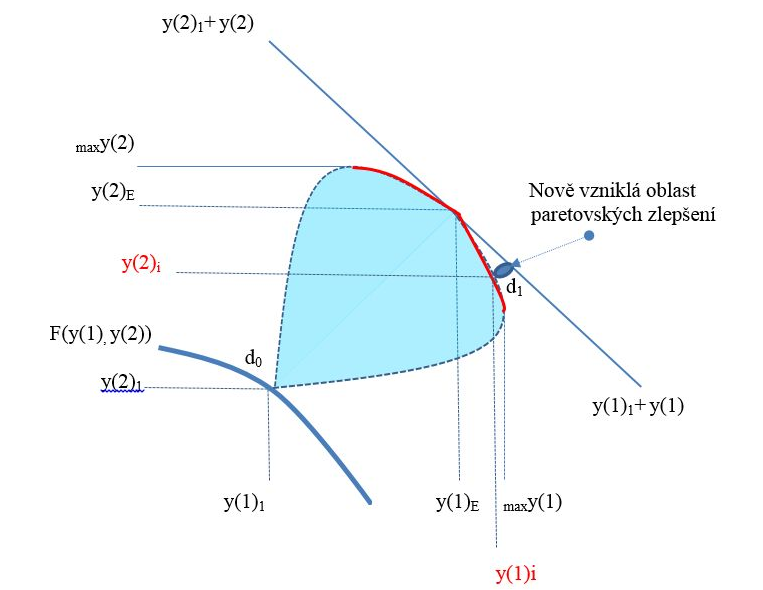 y(2)₁+ y(2)
maxy(2)
y(2)E
Nově vzniklá oblast
paretovských zlepšení
y(2)i
d₁
F(y(1), y(2))
d₀
y(2)₁
y(1)₁+ y(1)
y(1)₁
y(1)E
maxy(1)
y(1)i